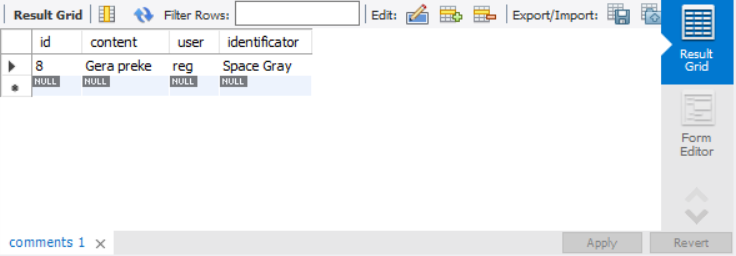 Result Grid Filter Rows: Edit: Export/Import:
id content user identificator
8 Gera preke reg Space Gray
NULL NULL NULL NULL
Result
Grid
Form
Editor
comments 1 Apply Revert